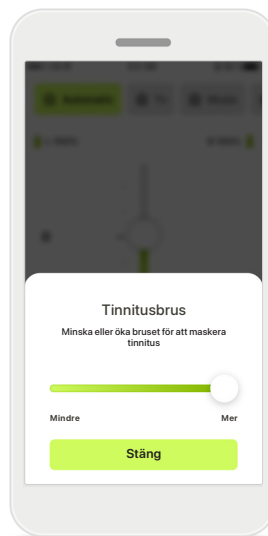 Tinnitusbrus
Minska eller öka bruset för att maskera
tinnitus
Mindre Mer
Stäng